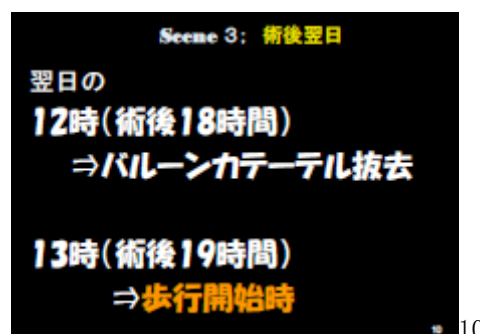 Scene 3: 術後翌日
翌日の
12時(術後18時間)
⇒バルーンカテーテル抜去
13時(術後19時間)
⇒歩行開始時
10
10